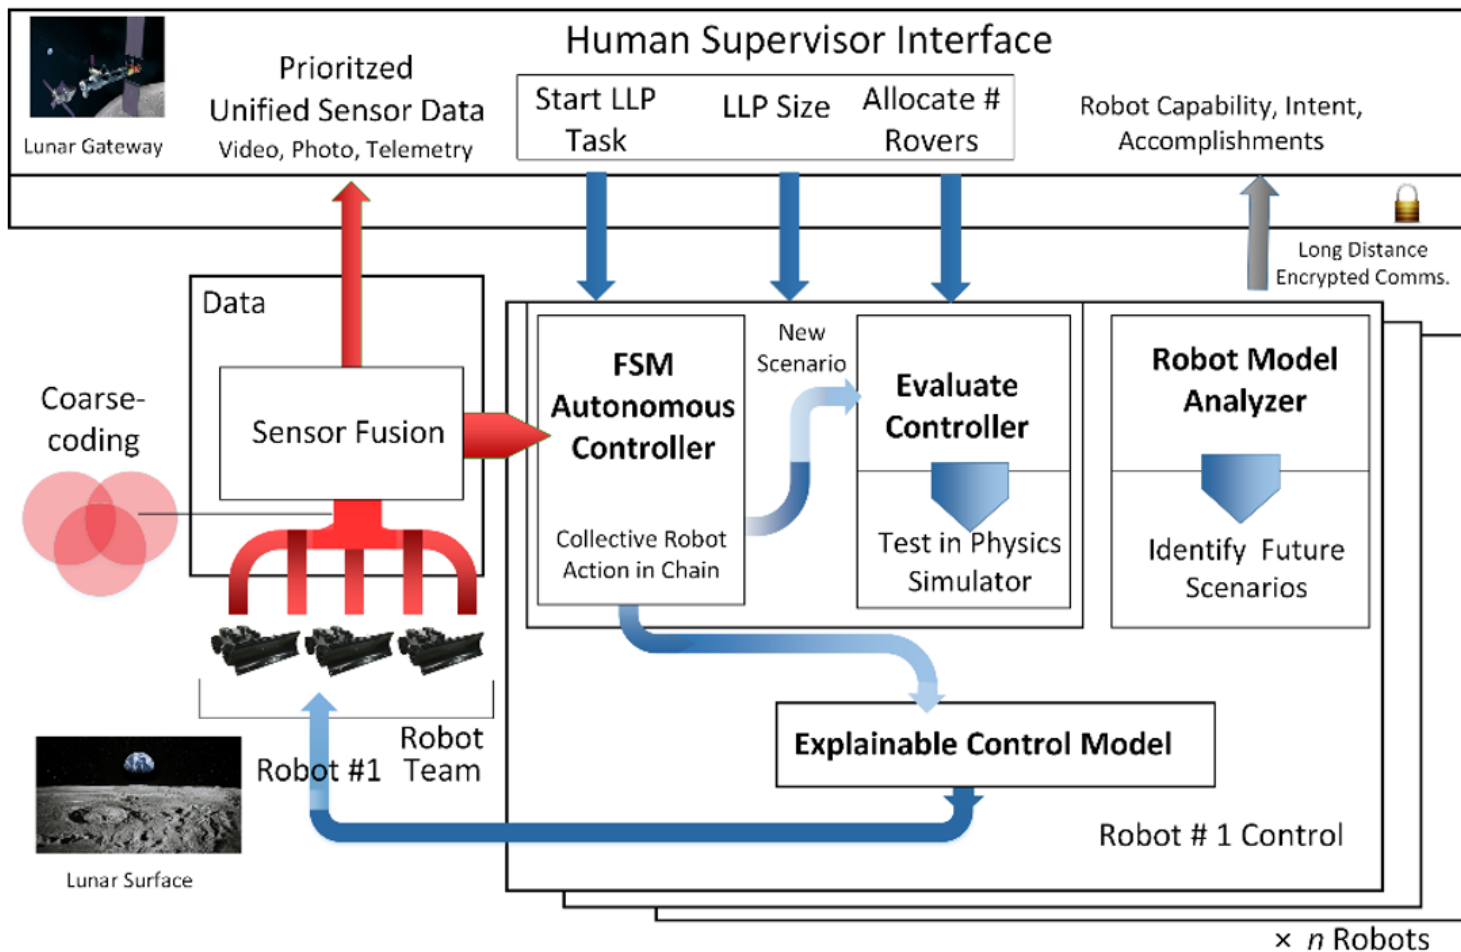 Human Supervisor Interface
Lunar Gateway
Prioritzed
Unified Sensor Data
Video, Photo, Telemetry
Start LLP
Task
LLP Size
Allocate #
Rovers
Robot Capability, Intent,
Accomplishments
Long Distance
Encrypted Comms.
Data
Sensor Fusion
Coarse-
coding
FSM
Autonomous
Controller
Collective Robot
Action in Chain
New
Scenario
Evaluate
Controller
Test in Physics
Simulator
Robot Model
Analyzer
Identify Future
Scenarios
Explainable Control Model
Robot #1
Robot
Team
Lunar Surface
Robot # 1 Control
× n Robots